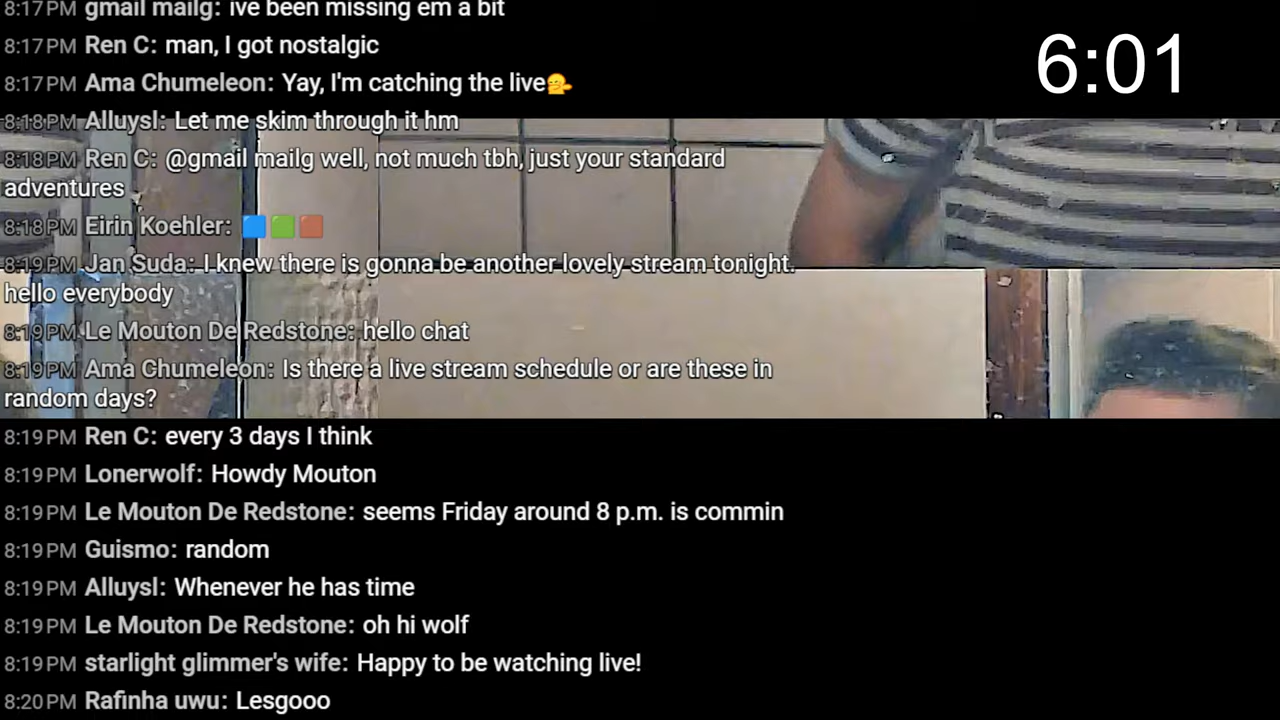 8:17PM gmail mailg: ive been missing em a bit
6:01
8:17PM Ren C: man, I got nostalgic
8:17PM Ama Chumeleon: Yay, I'm catching the live
8:18PM Alluysl: Let me skim through it hm
8:18PM Ren C: @gmail mailg well, not much tbh, just your standard
adventures
8:18PM Eirin Koehler:
8:19PM Jan Suda: I knew there is gonna be another lovely stream tonight.
hello everybody
8:19PM Le Mouton De Redstone: hello chat
8:19PM Ama Chumeleon: Is there a live stream schedule or are these in
random days?
8:19PM Ren C: every 3 days I think
8:19PM Lonerwolf: Howdy Mouton
8:19PM Le Mouton De Redstone: seems Friday around 8 p.m. is commin
8:19PM Guismo: random
8:19PM Alluysl: Whenever he has time
8:19PM Le Mouton De Redstone: oh hi wolf
8:19PM starlight glimmer's wife: Happy to be watching live!
8:20PM Rafinha uwu: Lesgooo